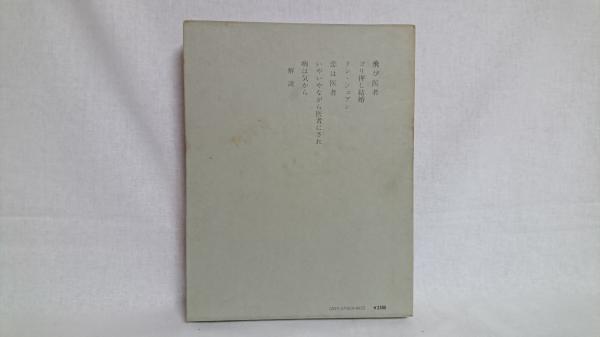 飛び医者
ゴリ押し結婚
ドン・ジュアン
恋は医者
いやいやながら医者にされ
病は気から
解説